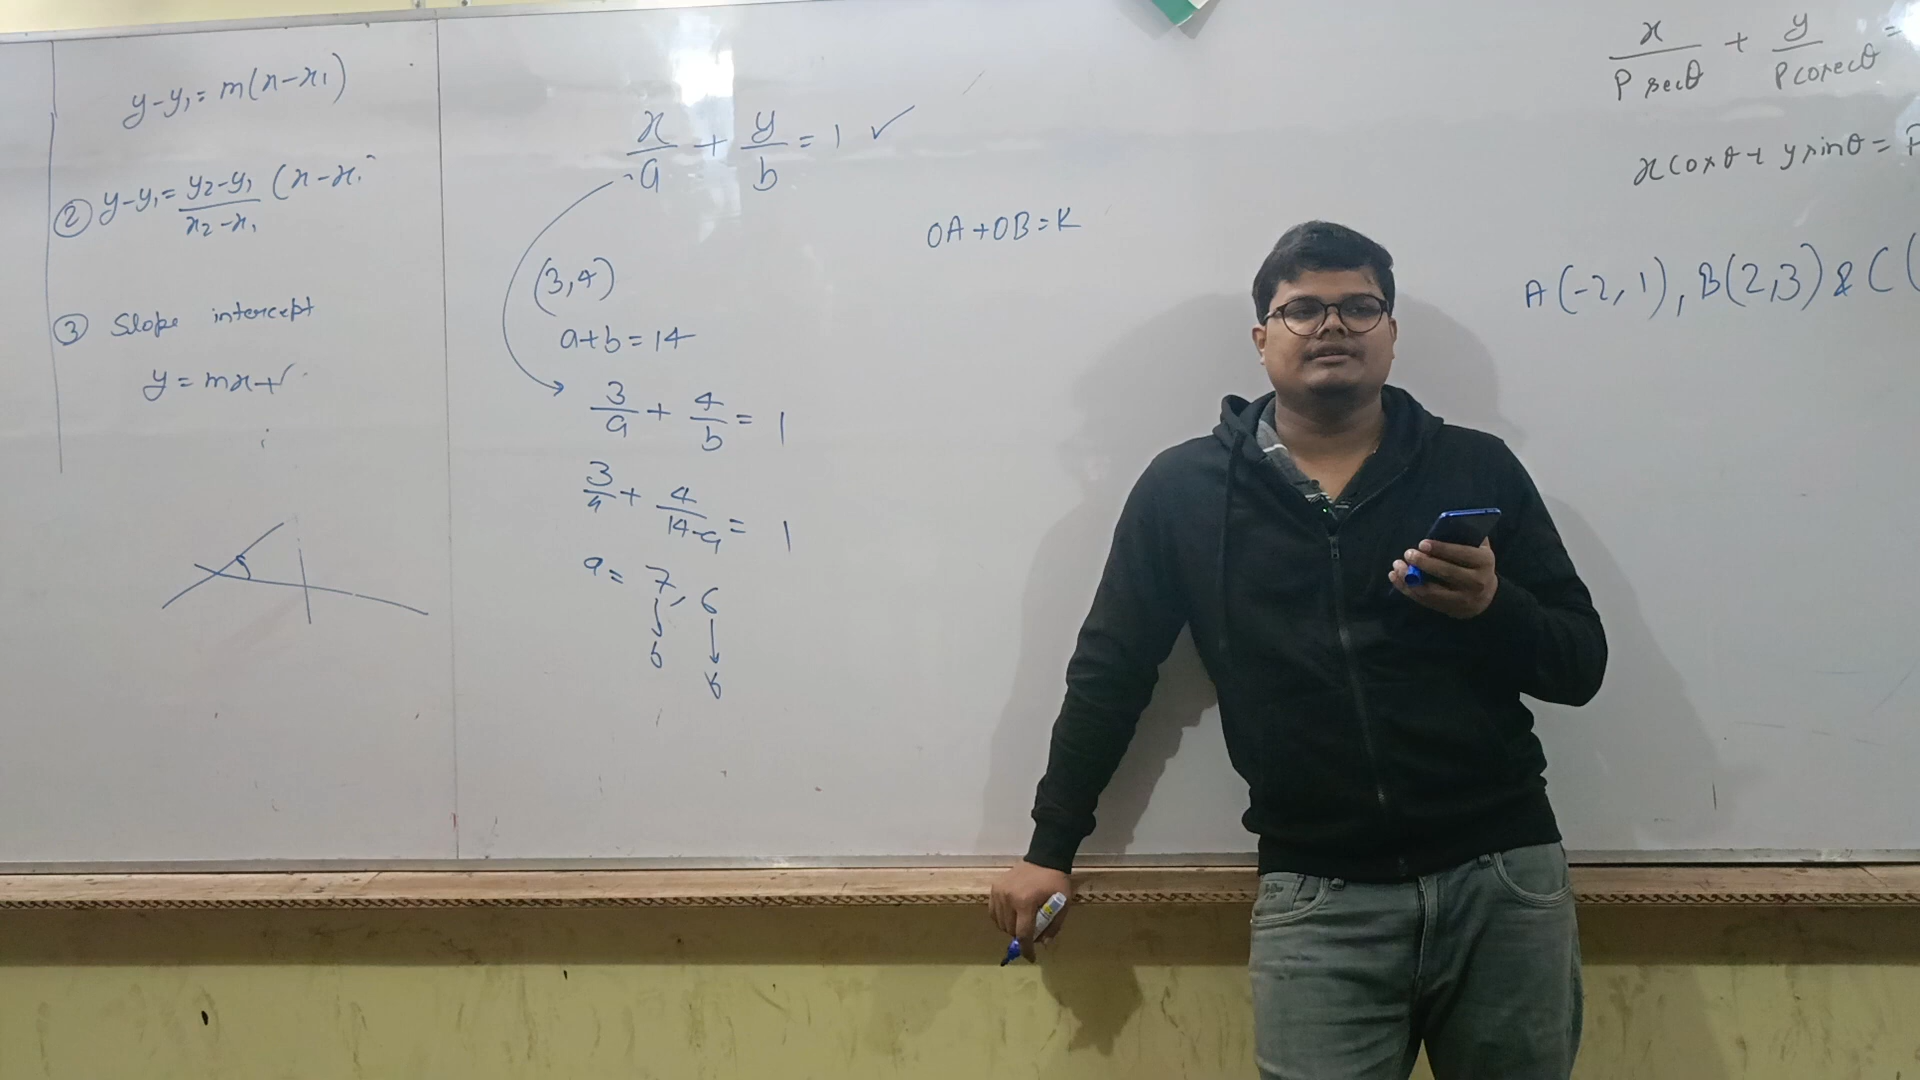 y-y₁ = m(x-x₁)
② y-y₁ = y₂-y₁/x₂-x₁ (x-x₁
③ Slope intercept
y = mx+c
x/a + y/b = 1 ✓
(3,4)
a+b=14
3/a + 4/b = 1
3/a + 4/14-a = 1
a = 7, 6
b
OA+OB=K
x/P secθ + y/P cosecθ =
x cosθ + y sinθ = P
A(-2,1), B(2,3) & C(